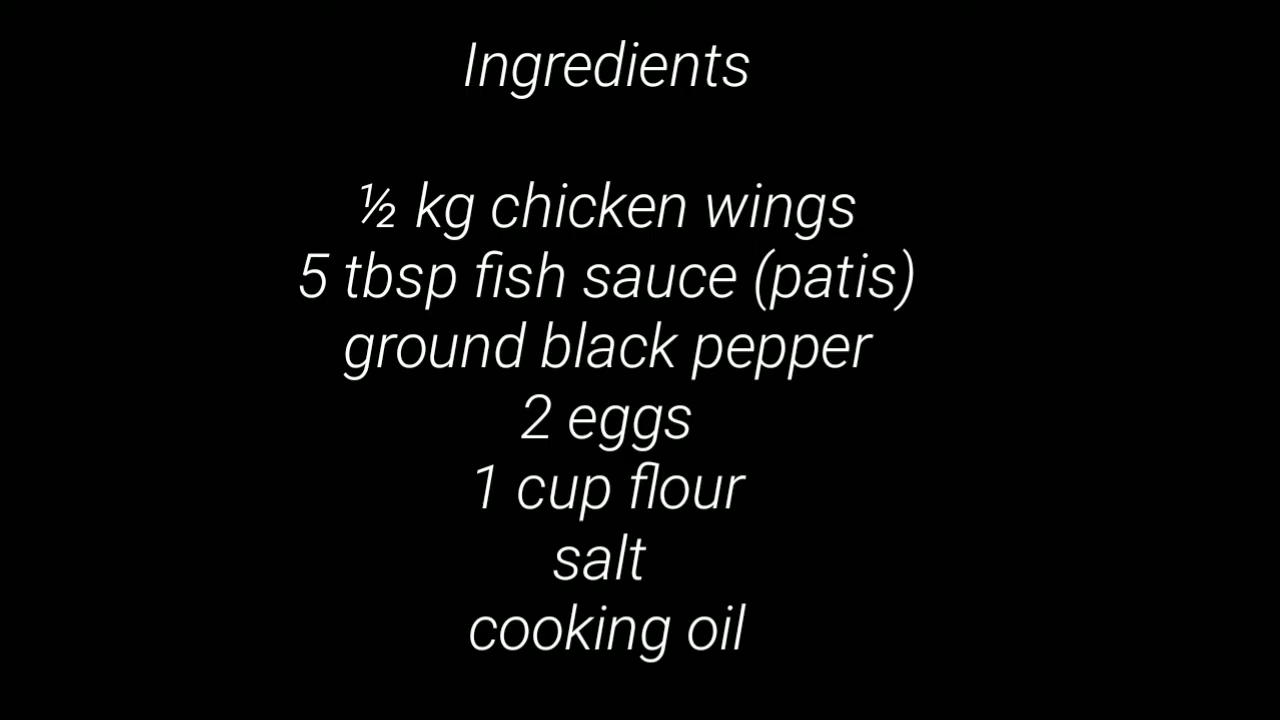 Ingredients
½ kg chicken wings
5 tbsp fish sauce (patis)
ground black pepper
2 eggs
1 cup flour
salt
cooking oil